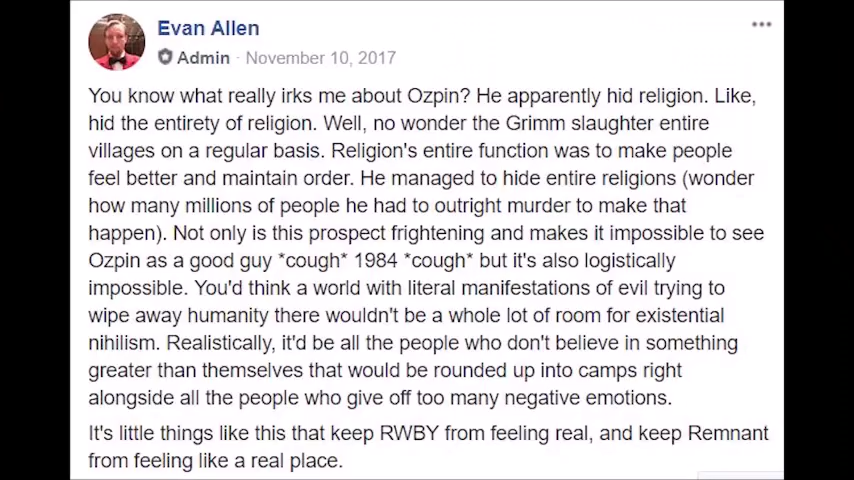 Evan Allen
Admin · November 10, 2017
You know what really irks me about Ozpin? He apparently hid religion. Like,
hid the entirety of religion. Well, no wonder the Grimm slaughter entire
villages on a regular basis. Religion's entire function was to make people
feel better and maintain order. He managed to hide entire religions (wonder
how many millions of people he had to outright murder to make that
happen). Not only is this prospect frightening and makes it impossible to see
Ozpin as a good guy *cough* 1984 *cough* but it's also logistically
impossible. You'd think a world with literal manifestations of evil trying to
wipe away humanity there wouldn't be a whole lot of room for existential
nihilism. Realistically, it'd be all the people who don't believe in something
greater than themselves that would be rounded up into camps right
alongside all the people who give off too many negative emotions.
It's little things like this that keep RWBY from feeling real, and keep Remnant
from feeling like a real place.